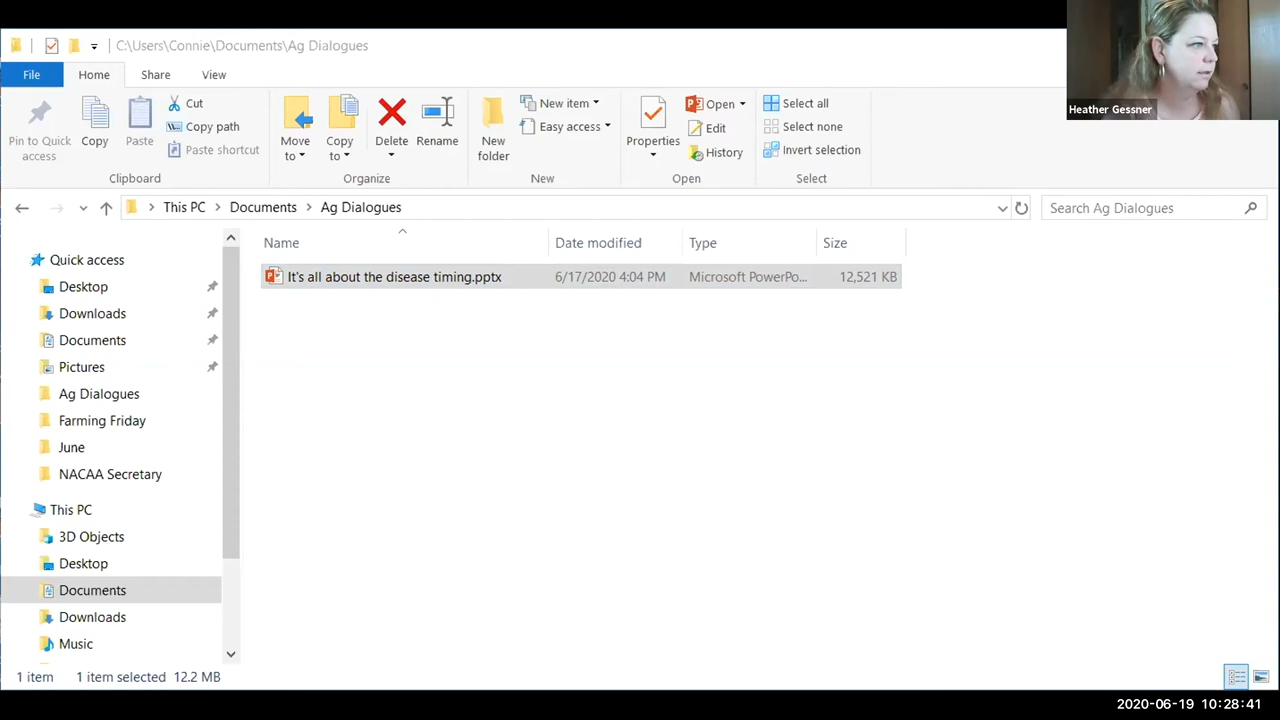 C:\Users\Connie\Documents\Ag Dialogues
Heather Gessner
File Home Share View
Pin to Quick access
Copy
Paste
Cut
Copy path
Paste shortcut
Move to
Copy to
Delete
Rename
New folder
New item
Easy access
Properties
Open
Edit
History
Select all
Select none
Invert selection
Clipboard Organize New Open Select
This PC Documents Ag Dialogues
Search Ag Dialogues
Name Date modified Type Size
It's all about the disease timing.pptx 6/17/2020 4:04 PM Microsoft PowerPo... 12,521 KB
Quick access
Desktop
Downloads
Documents
Pictures
Ag Dialogues
Farming Friday
June
NACAA Secretary
This PC
3D Objects
Desktop
Documents
Downloads
Music
1 item 1 item selected 12.2 MB
2020-06-19 10:28:41